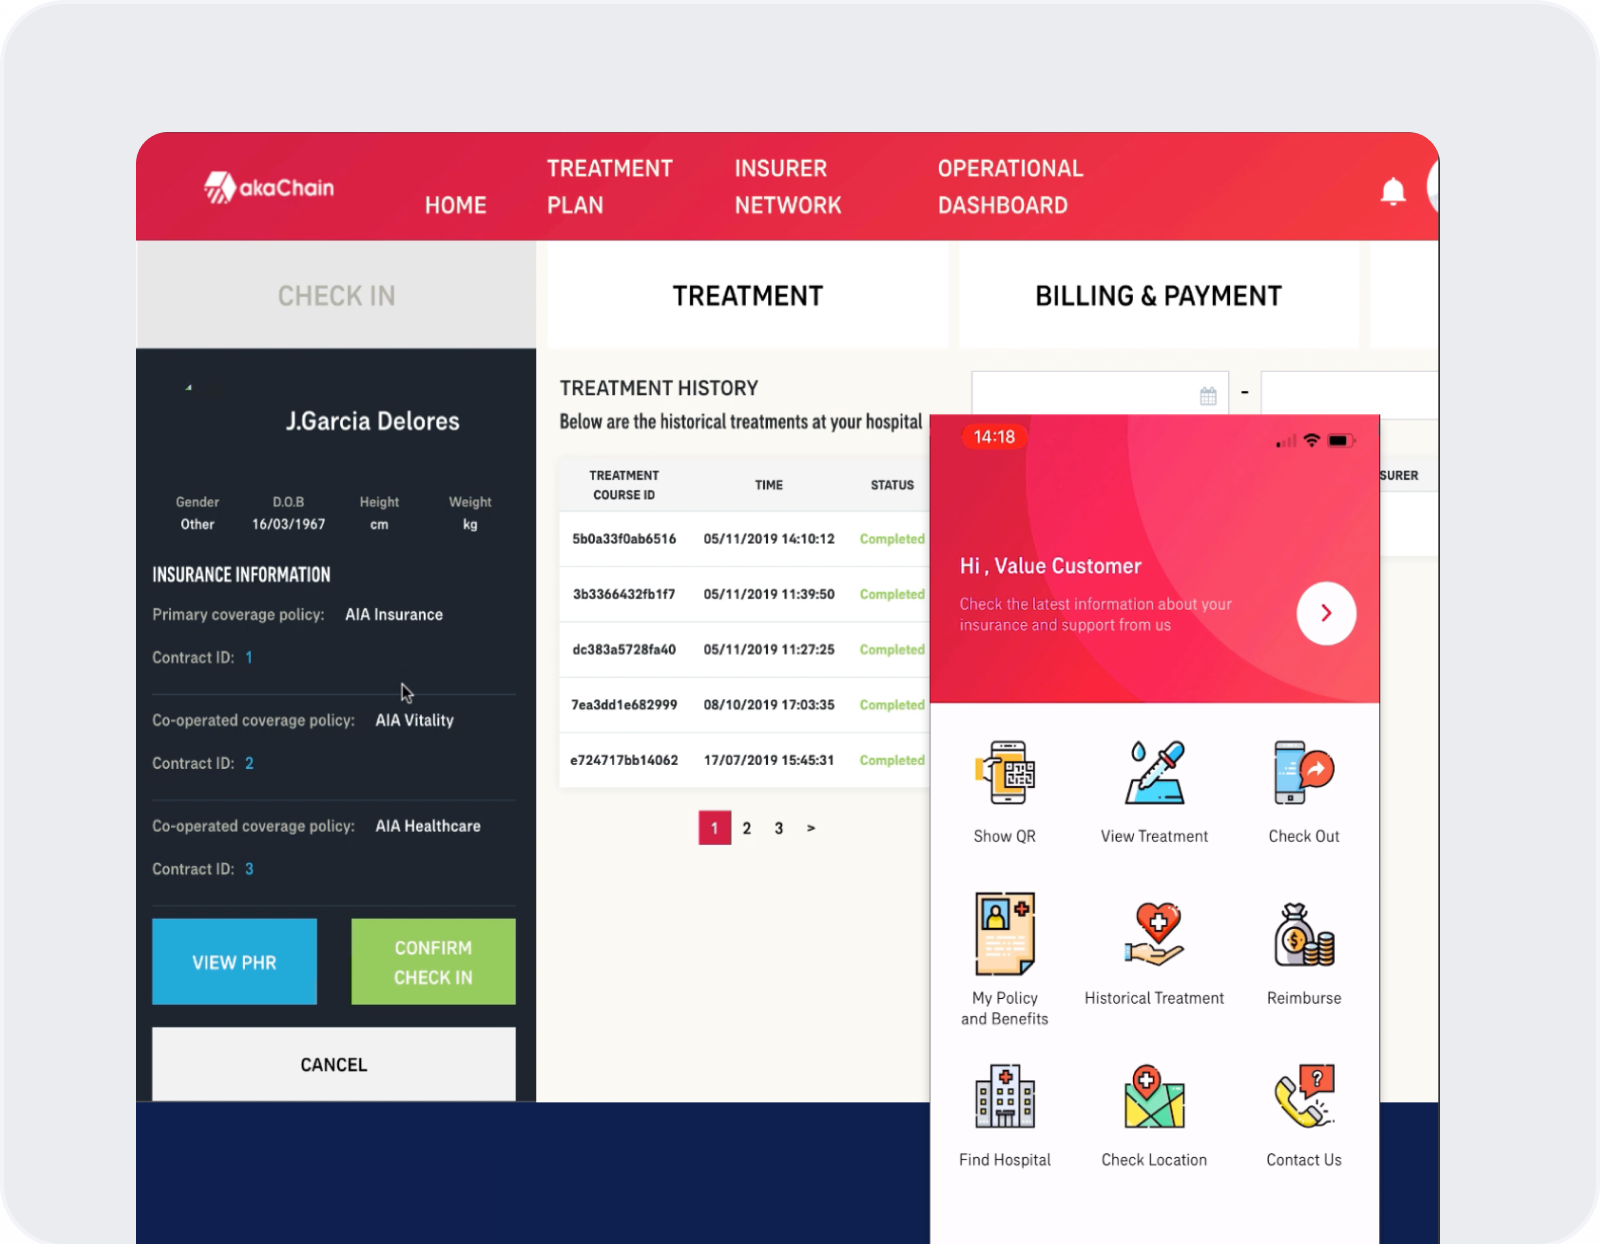 akaChain
HOME
TREATMENT
PLAN
INSURER
NETWORK
OPERATIONAL
DASHBOARD
CHECK IN
TREATMENT
BILLING & PAYMENT
J.Garcia Delores
Gender D.O.B Height Weight
Other 16/03/1967 cm kg
INSURANCE INFORMATION
Primary coverage policy: AIA Insurance
Contract ID: 1
Co-operated coverage policy: AIA Vitality
Contract ID: 2
Co-operated coverage policy: AIA Healthcare
Contract ID: 3
VIEW PHR
CONFIRM
CHECK IN
CANCEL
TREATMENT HISTORY
-
Below are the historical treatments at your hospital
TREATMENT
COURSE ID
TIME
STATUS
SURER
5b0a33f0ab6516 05/11/2019 14:10:12 Completed
3b3366432fb1f7 05/11/2019 11:39:50 Completed
dc383a5728fa40 05/11/2019 11:27:25 Completed
7ea3dd1e682999 08/10/2019 17:03:35 Completed
e724717bb14062 17/07/2019 15:45:31 Completed
1 2 3 >
14:18
Hi , Value Customer
Check the latest information about your
insurance and support from us
Show QR
View Treatment
Check Out
My Policy
and Benefits
Historical Treatment
Reimburse
Find Hospital
Check Location
Contact Us